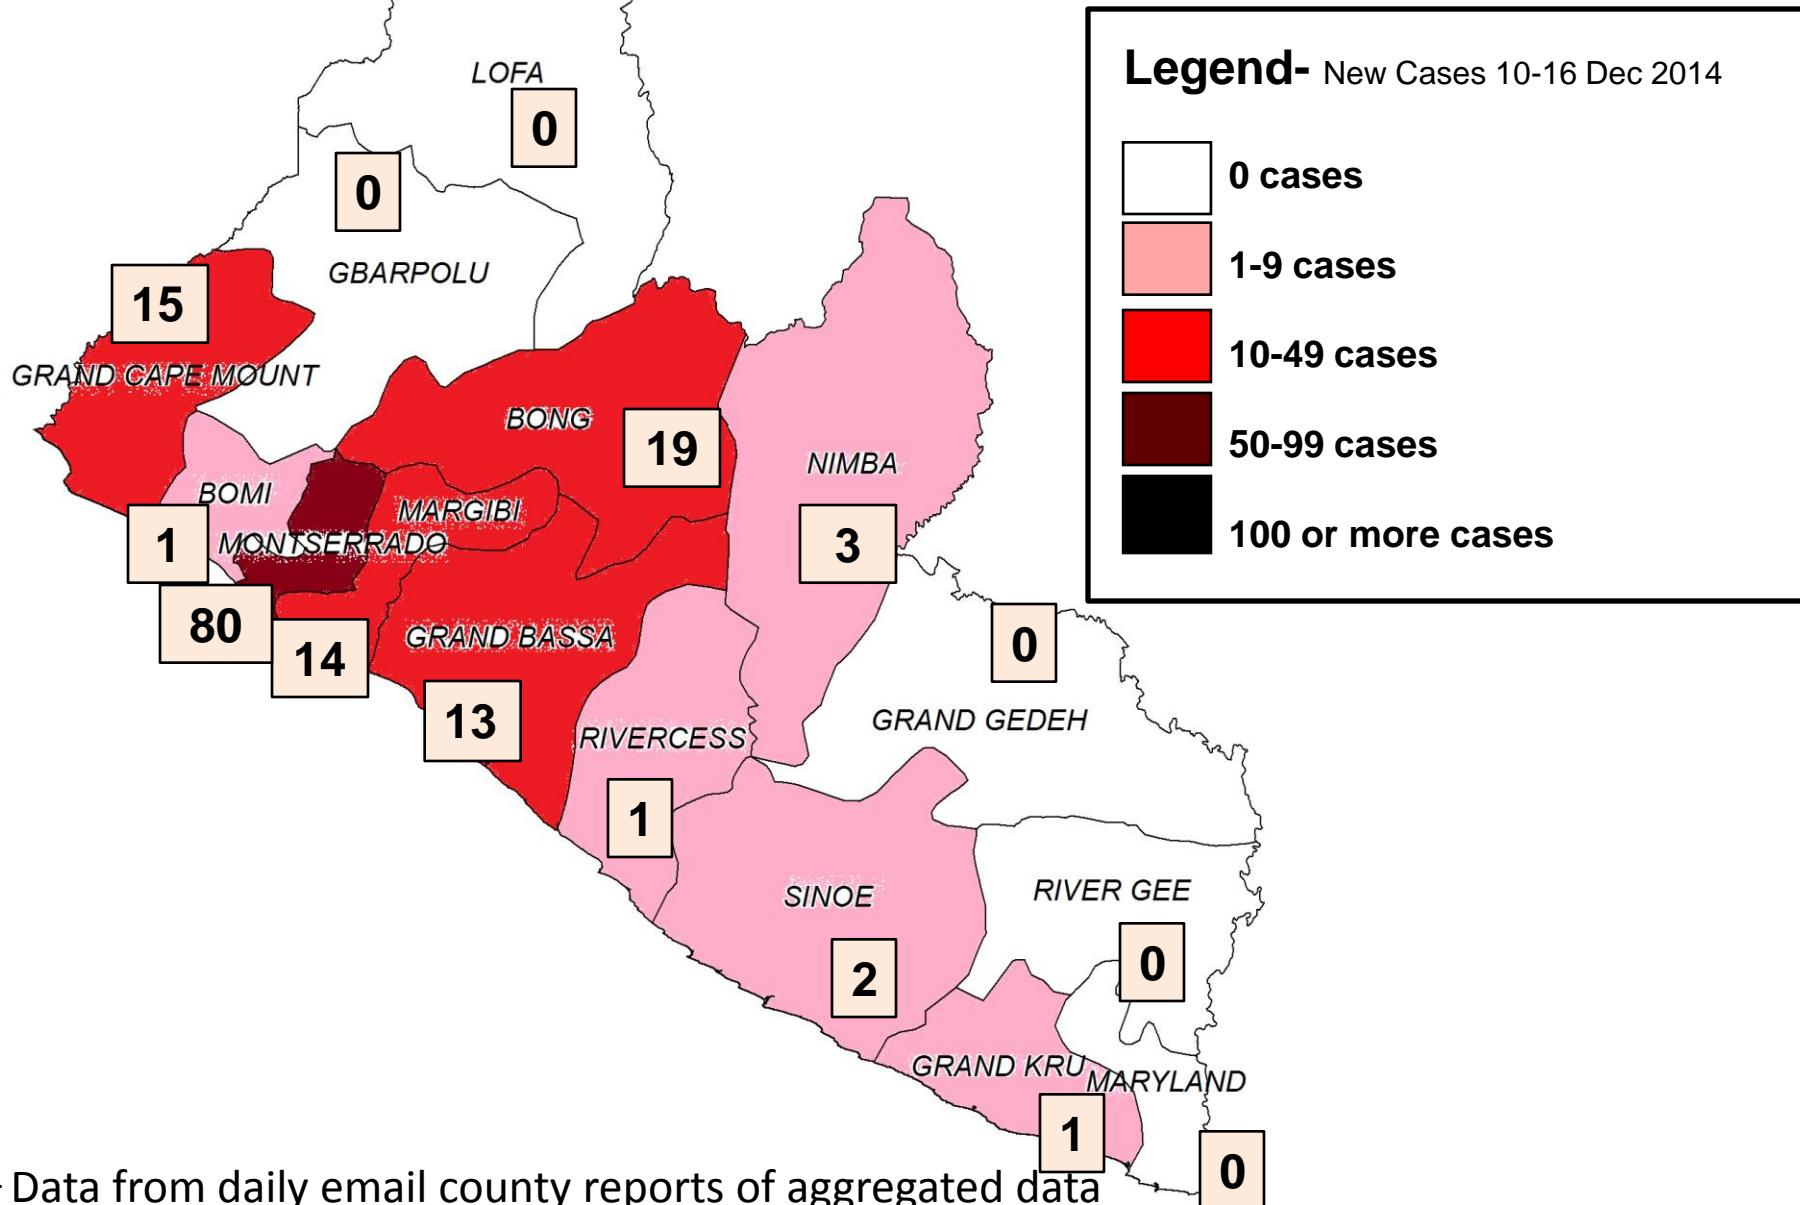 LOFA
0
0
GBARPOLU
15
GRAND CAPE MOUNT
BONG
19
NIMBA
3
BOMI
1
MARGIBI
MONTSERRADO
80
14
GRAND BASSA
13
RIVERCESS
1
0
GRAND GEDEH
SINOE
2
RIVER GEE
0
GRAND KRU
1
MARYLAND
0
Legend- New Cases 10-16 Dec 2014
0 cases
1-9 cases
10-49 cases
50-99 cases
100 or more cases
Data from daily email county reports of aggregated data